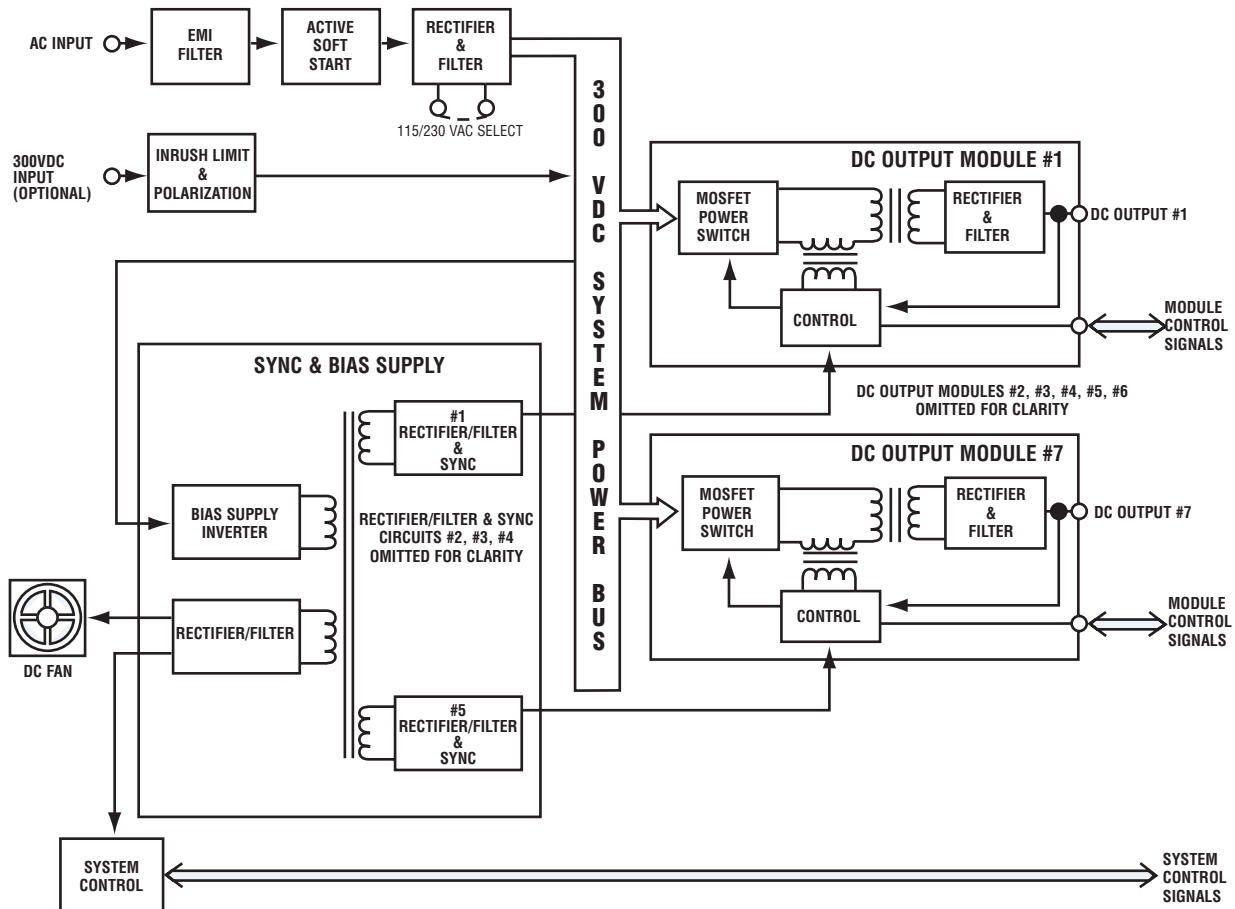 AC INPUT
EMI
FILTER
ACTIVE
SOFT
START
RECTIFIER
&
FILTER
115/230 VAC SELECT
300VDC
INPUT
(OPTIONAL)
INRUSH LIMIT
&
POLARIZATION
300 VDC SYSTEM POWER BUS
DC OUTPUT MODULE #1
MOSFET
POWER
SWITCH
RECTIFIER
&
FILTER
DC OUTPUT #1
CONTROL
MODULE
CONTROL
SIGNALS
DC OUTPUT MODULES #2, #3, #4, #5, #6
OMITTED FOR CLARITY
SYNC & BIAS SUPPLY
#1
RECTIFIER/FILTER
&
SYNC
BIAS SUPPLY
INVERTER
RECTIFIER/FILTER & SYNC
CIRCUITS #2, #3, #4
OMITTED FOR CLARITY
RECTIFIER/FILTER
DC FAN
#5
RECTIFIER/FILTER
&
SYNC
DC OUTPUT MODULE #7
MOSFET
POWER
SWITCH
RECTIFIER
&
FILTER
DC OUTPUT #7
CONTROL
MODULE
CONTROL
SIGNALS
SYSTEM
CONTROL
SYSTEM
CONTROL
SIGNALS